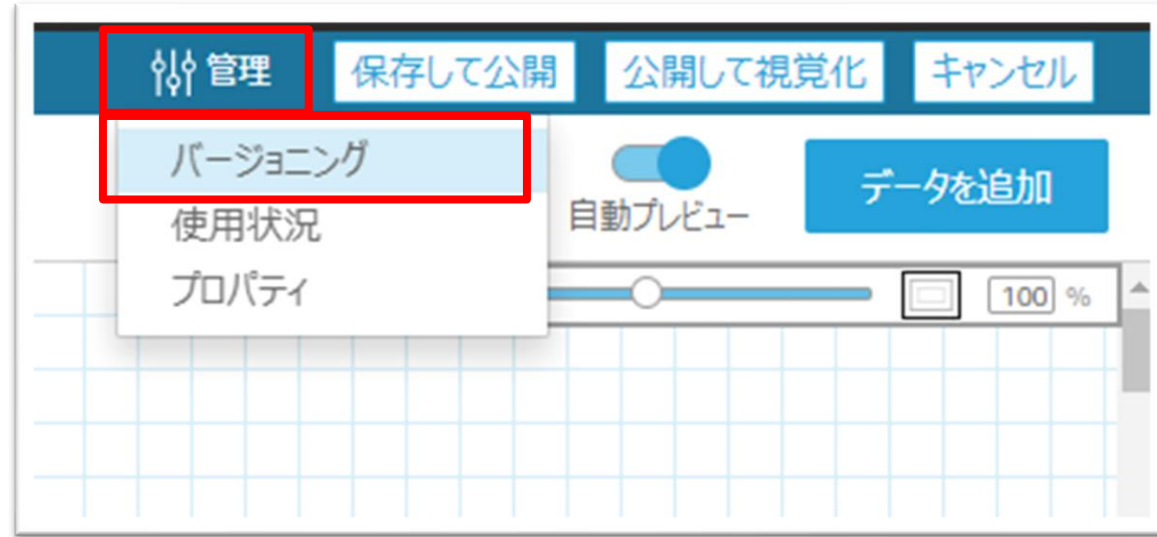 管理 保存して公開 公開して視覚化 キャンセル
バージョニング
使用状況
プロパティ
自動プレビュー
データを追加
100 %